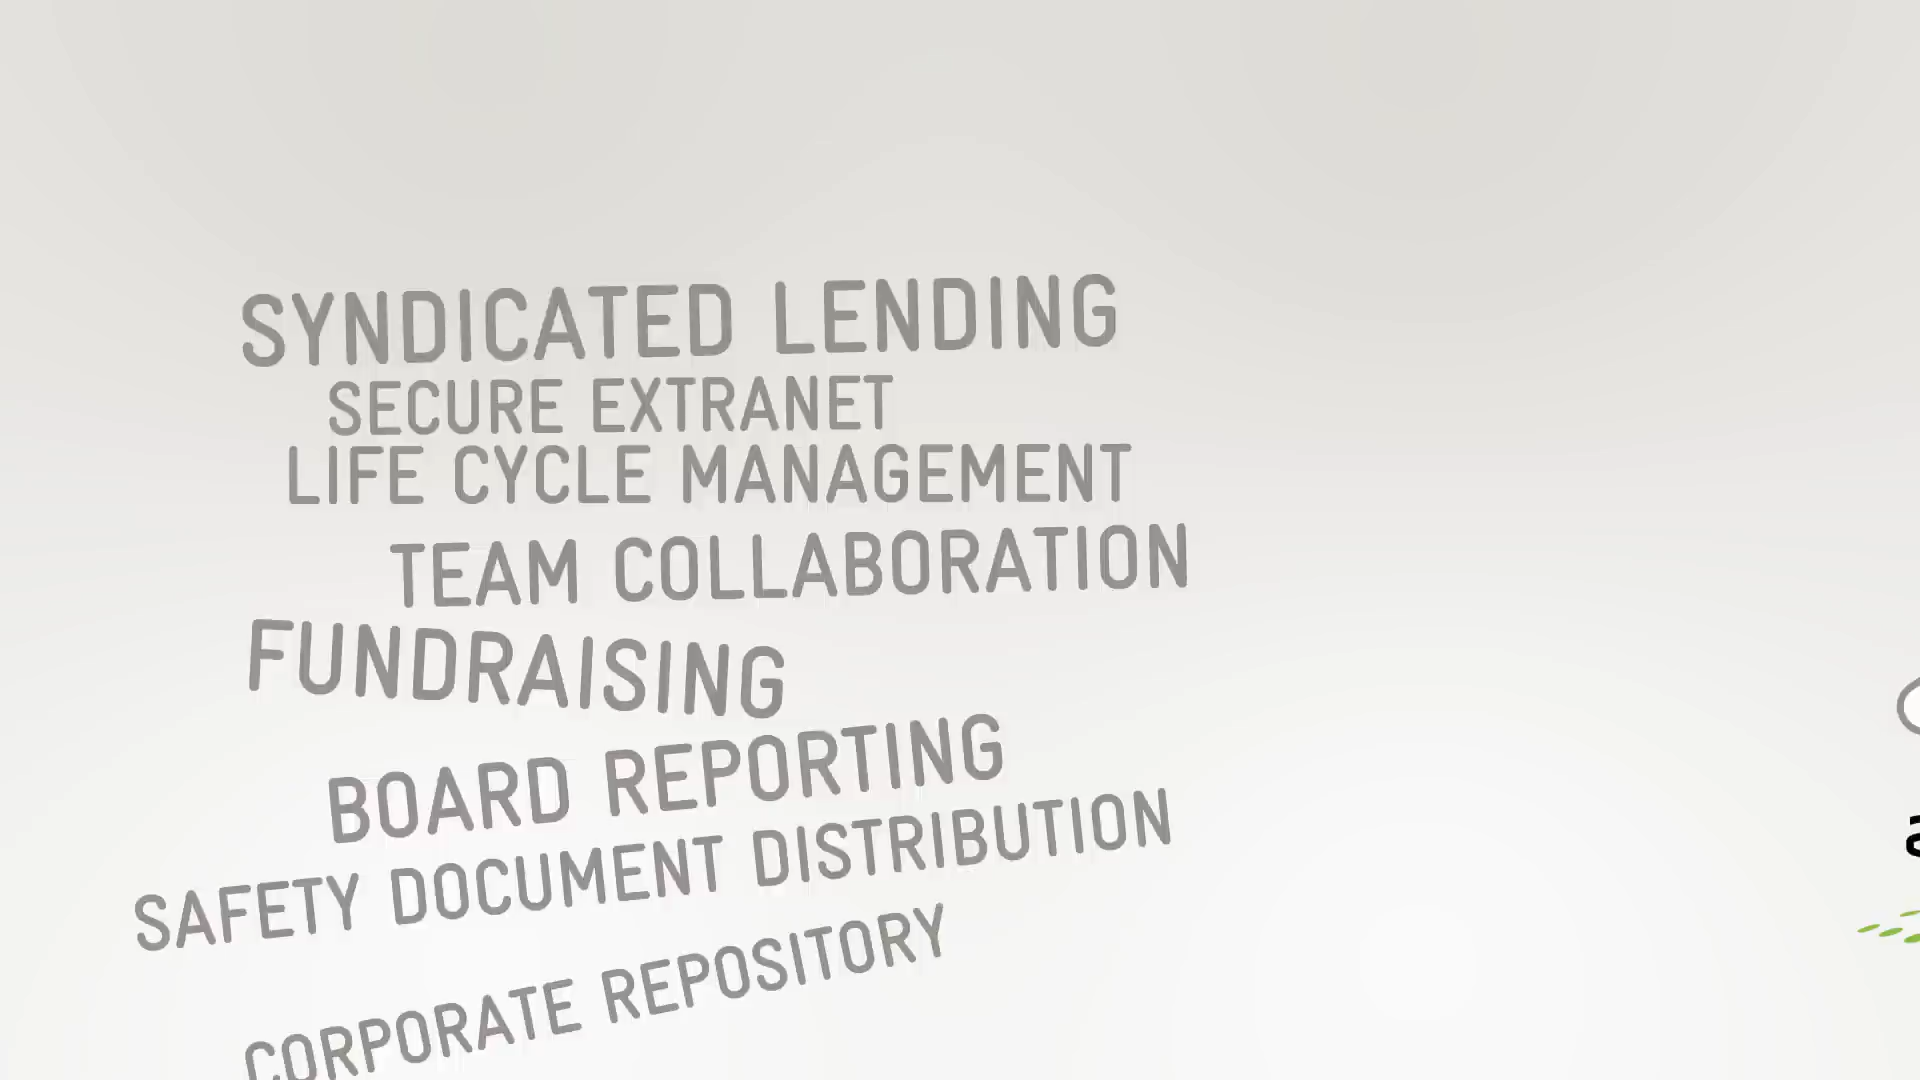 SYNDICATED LENDING
SECURE EXTRANET
LIFE CYCLE MANAGEMENT
TEAM COLLABORATION
FUNDRAISING
BOARD REPORTING
SAFETY DOCUMENT DISTRIBUTION
CORPORATE REPOSITORY